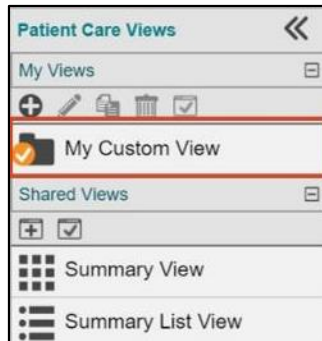 Patient Care Views
My Views
My Custom View
Shared Views
Summary View
Summary List View